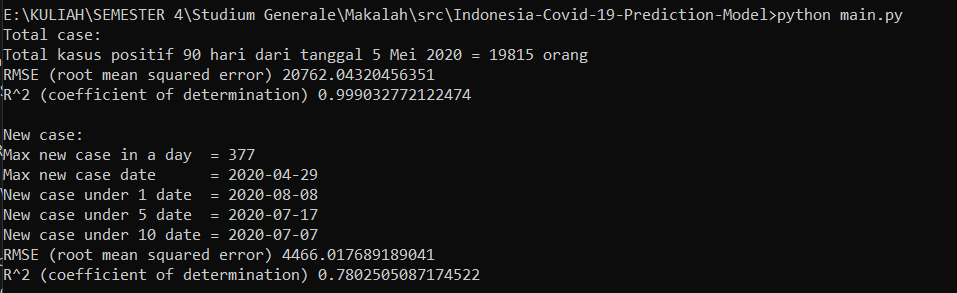 E:\KULIAH\SEMESTER 4\Studium Generale\Makalah\src\Indonesia-Covid-19-Prediction-Model>python main.py
Total case:
Total kasus positif 90 hari dari tanggal 5 Mei 2020 = 19815 orang
RMSE (root mean squared error) 20762.04320456351
R^2 (coefficient of determination) 0.999032772122474

New case:
Max new case in a day  = 377
Max new case date      = 2020-04-29
New case under 1 date  = 2020-08-08
New case under 5 date  = 2020-07-17
New case under 10 date = 2020-07-07
RMSE (root mean squared error) 4466.017689189041
R^2 (coefficient of determination) 0.7802505087174522